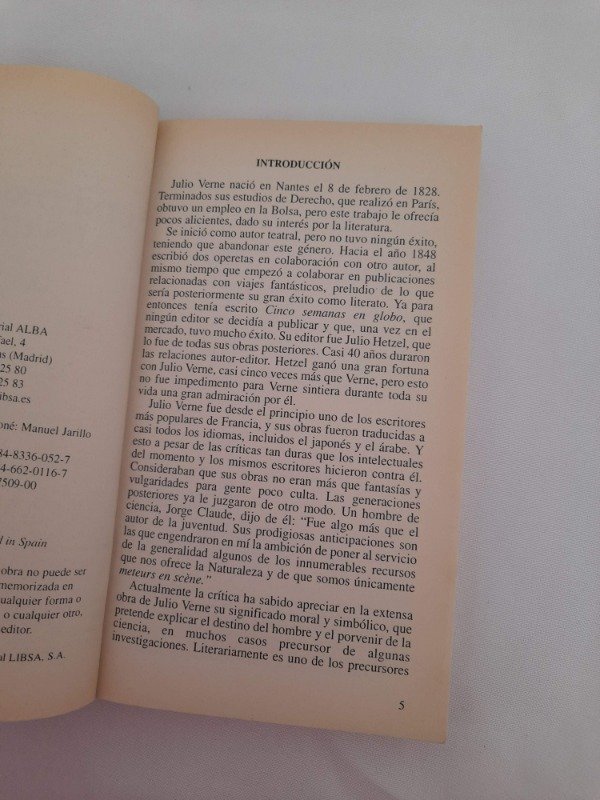 rial ALBA
ael, 4
as (Madrid)
25 80
25 83
ibsa.es
oné: Manuel Jarillo
84-8336-052-7
4-662-0116-7
7509-00
d in Spain
obra no puede ser
memorizada en
ualquier forma o
o cualquier otro,
editor.
al LIBSA, S.A.
INTRODUCCIÓN
Julio Verne nació en Nantes el 8 de febrero de 1828.
Terminados sus estudios de Derecho, que realizó en París,
obtuvo un empleo en la Bolsa, pero este trabajo le ofrecía
pocos alicientes, dado su interés por la literatura.
Se inició como autor teatral, pero no tuvo ningún éxito,
teniendo que abandonar este género. Hacia el año 1848
escribió dos operetas en colaboración con otro autor, al
mismo tiempo que empezó a colaborar en publicaciones
relacionadas con viajes fantásticos, preludio de lo que
sería posteriormente su gran éxito como literato. Ya para
entonces tenía escrito Cinco semanas en globo, que
ningún editor se decidía a publicar y que, una vez en el
mercado, tuvo mucho éxito. Su editor fue Julio Hetzel, que
lo fue de todas sus obras posteriores. Casi 40 años duraron
las relaciones autor-editor. Hetzel ganó una gran fortuna
con Julio Verne, casi cinco veces más que Verne, pero esto
no fue impedimento para Verne sintiera durante toda su
vida una gran admiración por él.
Julio Verne fue desde el principio uno de los escritores
más populares de Francia, y sus obras fueron traducidas a
casi todos los idiomas, incluidos el japonés y el árabe. Y
esto a pesar de las críticas tan duras que los intelectuales
del momento y los mismos escritores hicieron contra él.
Consideraban que sus obras no eran más que fantasías y
vulgaridades para gente poco culta. Las generaciones
posteriores ya le juzgaron de otro modo. Un hombre de
ciencia, Jorge Claude, dijo de él: "Fue algo más que el
autor de la juventud. Sus prodigiosas anticipaciones son
las que engendraron en mí la ambición de poner al servicio
de la generalidad algunos de los innumerables recursos
que nos ofrece la Naturaleza y de que somos únicamente
meteurs en scène."
Actualmente la crítica ha sabido apreciar en la extensa
obra de Julio Verne su significado moral y simbólico, que
pretende explicar el destino del hombre y el porvenir de la
ciencia, en muchos casos precursor de algunas
investigaciones. Literariamente es uno de los precursores
5